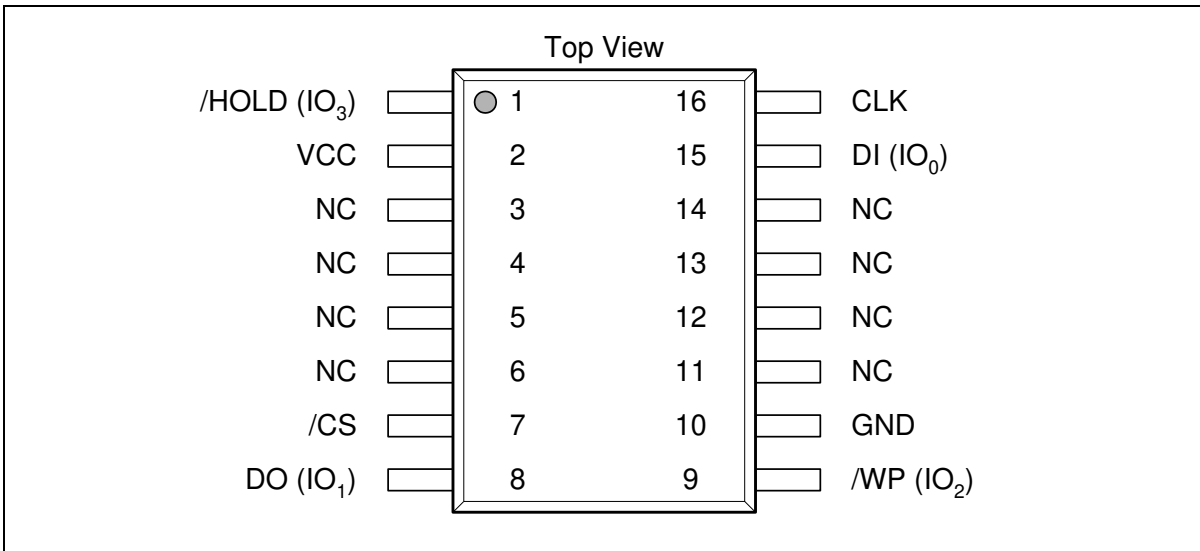 Top View
/HOLD (IO₃) 1 16 CLK
VCC 2 15 DI (IO₀)
NC 3 14 NC
NC 4 13 NC
NC 5 12 NC
NC 6 11 NC
/CS 7 10 GND
DO (IO₁) 8 9 /WP (IO₂)